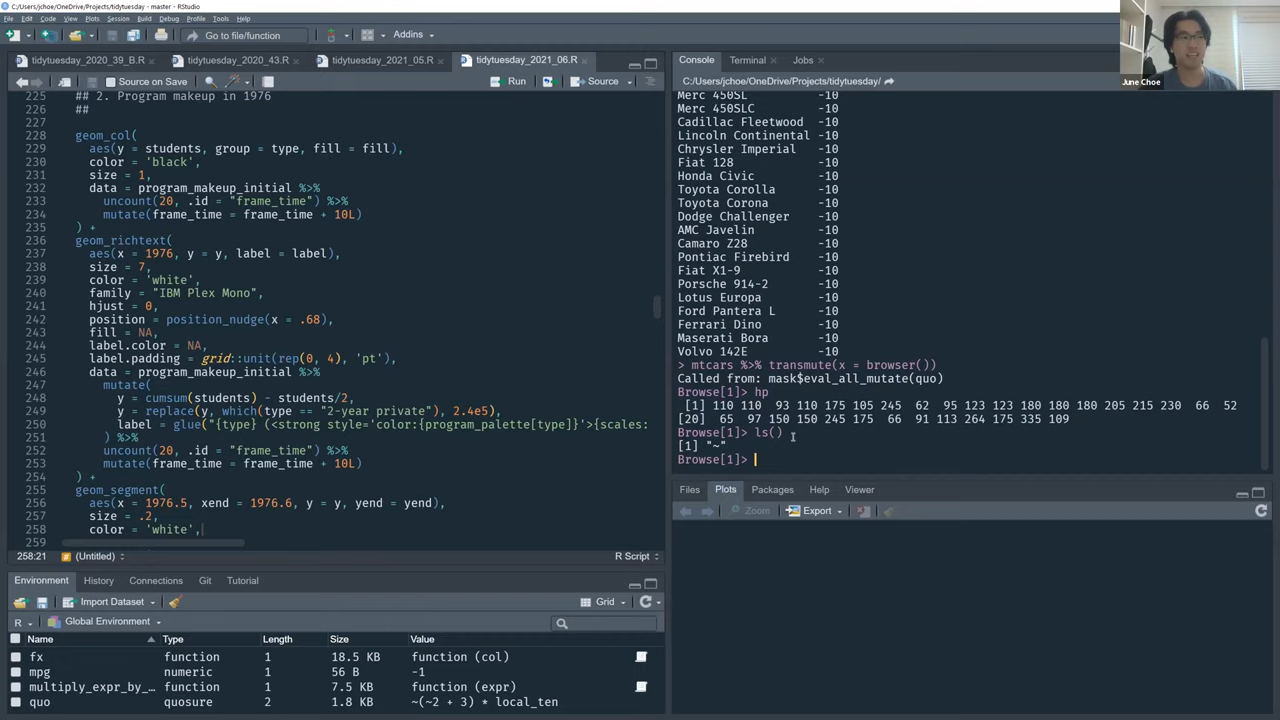 C:/Users/jchoe/OneDrive/Projects/tidytuesday - master - RStudio
File Edit Code View Plots Session Build Debug Profile Tools Help
Go to file/function
Addins
tidytuesday_2020_39_B.R
tidytuesday_2020_43.R
tidytuesday_2021_05.R
tidytuesday_2021_06.R
Source on Save
Run
Source
225 ## 2. Program makeup in 1976
226 ##
227
228 geom_col(
229 aes(y = students, group = type, fill = fill),
230 color = 'black',
231 size = 1,
232 data = program_makeup_initial %>%
233 uncount(20, .id = "frame_time") %>%
234 mutate(frame_time = frame_time + 10L)
235 ) +
236 geom_richtext(
237 aes(x = 1976, y = y, label = label),
238 size = 7,
239 color = 'white',
240 family = "IBM Plex Mono",
241 hjust = 0,
242 position = position_nudge(x = .68),
243 fill = NA,
244 label.color = NA,
245 label.padding = grid::unit(rep(0, 4), 'pt'),
246 data = program_makeup_initial %>%
247 mutate(
248 y = cumsum(students) - students/2,
249 y = replace(y, which(type == "2-year private"), 2.4e5),
250 label = glue("{type} (<strong style='color:{program_palette[type]}'>{scales:
251 ) %>%
252 uncount(20, .id = "frame_time") %>%
253 mutate(frame_time = frame_time + 10L)
254 ) +
255 geom_segment(
256 aes(x = 1976.5, xend = 1976.6, y = y, yend = yend),
257 size = .2,
258 color = 'white',
259
258:21 (Untitled) R Script
Environment History Connections Git Tutorial
Import Dataset
Grid
R Global Environment
Name Type Length Size Value
fx function 1 18.5 KB function (col)
mpg numeric 1 56 B -1
multiply_expr_by_… function 1 7.5 KB function (expr)
quo quosure 2 1.8 KB ~(~2 + 3) * local_ten
Console Terminal Jobs
C:/Users/jchoe/OneDrive/Projects/tidytuesday/
Merc 450SL -10
Merc 450SLC -10
Cadillac Fleetwood -10
Lincoln Continental -10
Chrysler Imperial -10
Fiat 128 -10
Honda Civic -10
Toyota Corolla -10
Toyota Corona -10
Dodge Challenger -10
AMC Javelin -10
Camaro Z28 -10
Pontiac Firebird -10
Fiat X1-9 -10
Porsche 914-2 -10
Lotus Europa -10
Ford Pantera L -10
Ferrari Dino -10
Maserati Bora -10
Volvo 142E -10
> mtcars %>% transmute(x = browser())
Called from: mask$eval_all_mutate(quo)
Browse[1]> hp
[1] 110 110 93 110 175 105 245 62 95 123 123 180 180 180 205 215 230 66 52
[20] 65 97 150 150 245 175 66 91 113 264 175 335 109
Browse[1]> ls()
[1] "~"
Browse[1]>
Files Plots Packages Help Viewer
Zoom Export
June Choe